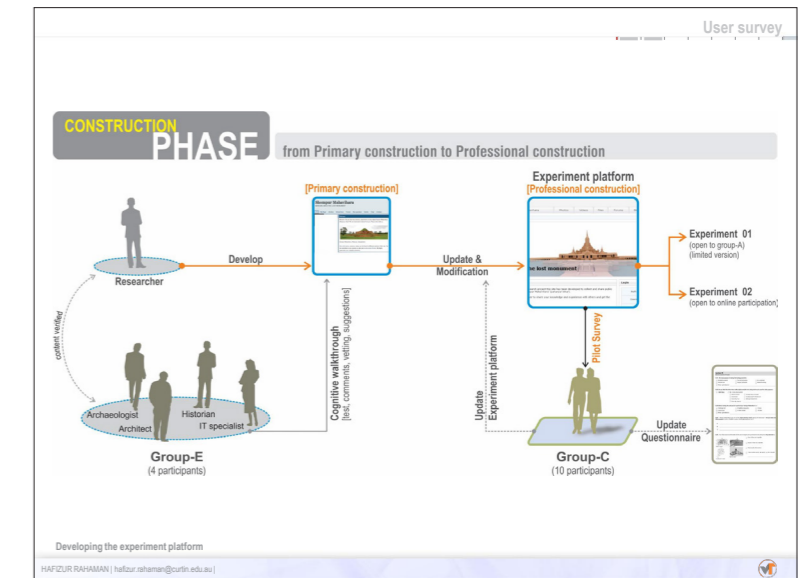 User survey
CONSTRUCTION
PHASE
from Primary construction to Professional construction
Experiment platform
[Primary construction]
[Professional construction]
Develop
Update &
Modification
Experiment 01
(open to group-A)
(limited version)
Experiment 02
(open to online participation)
Researcher
content verified
Cognitive walkthrough
[test, comments, vetting, suggestions]
Update
Experiment platform
Pilot Survey
he lost monument
Archaeologist
Historian
Architect
IT specialist
Group-E
(4 participants)
Group-C
(10 participants)
Update
Questionnaire
Developing the experiment platform
HAFIZUR RAHAMAN | hafizur.rahaman@curtin.edu.au |